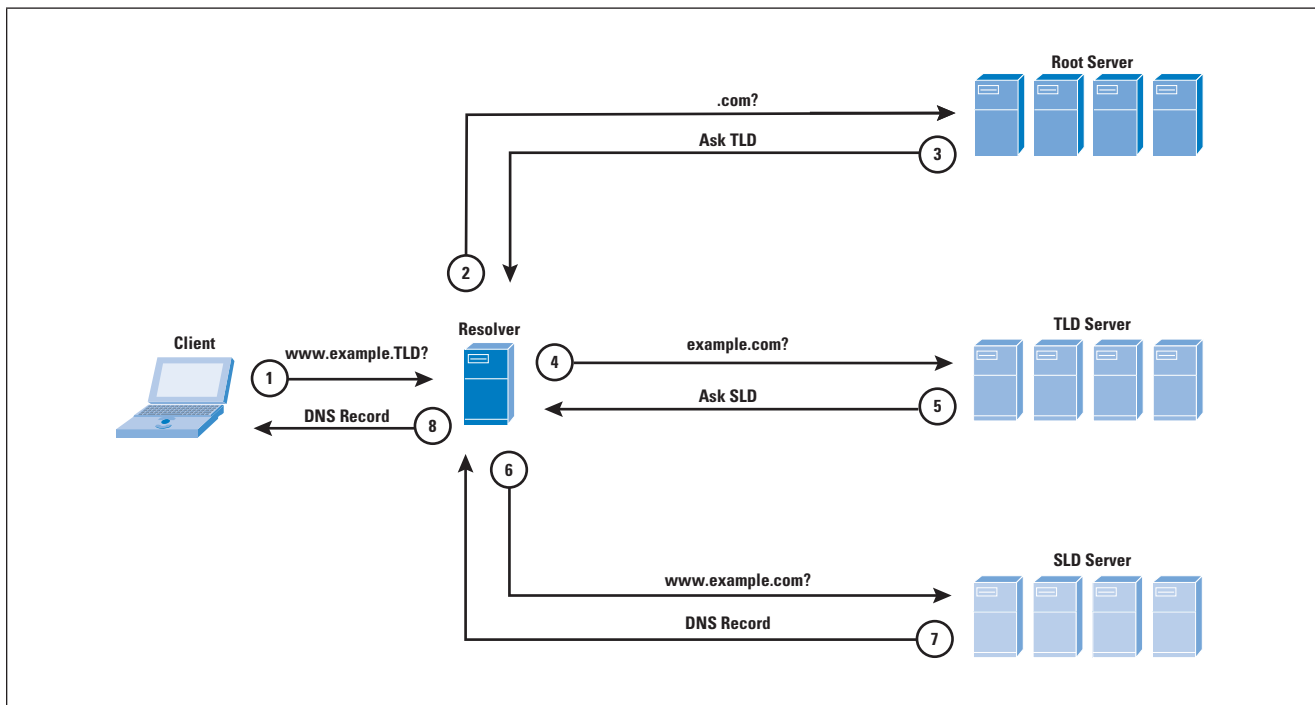 Root Server
.com?
Ask TLD
3
2
TLD Server
Resolver
Client
www.example.TLD?
example.com?
4
1
Ask SLD
5
DNS Record
8
6
SLD Server
www.example.com?
DNS Record
7